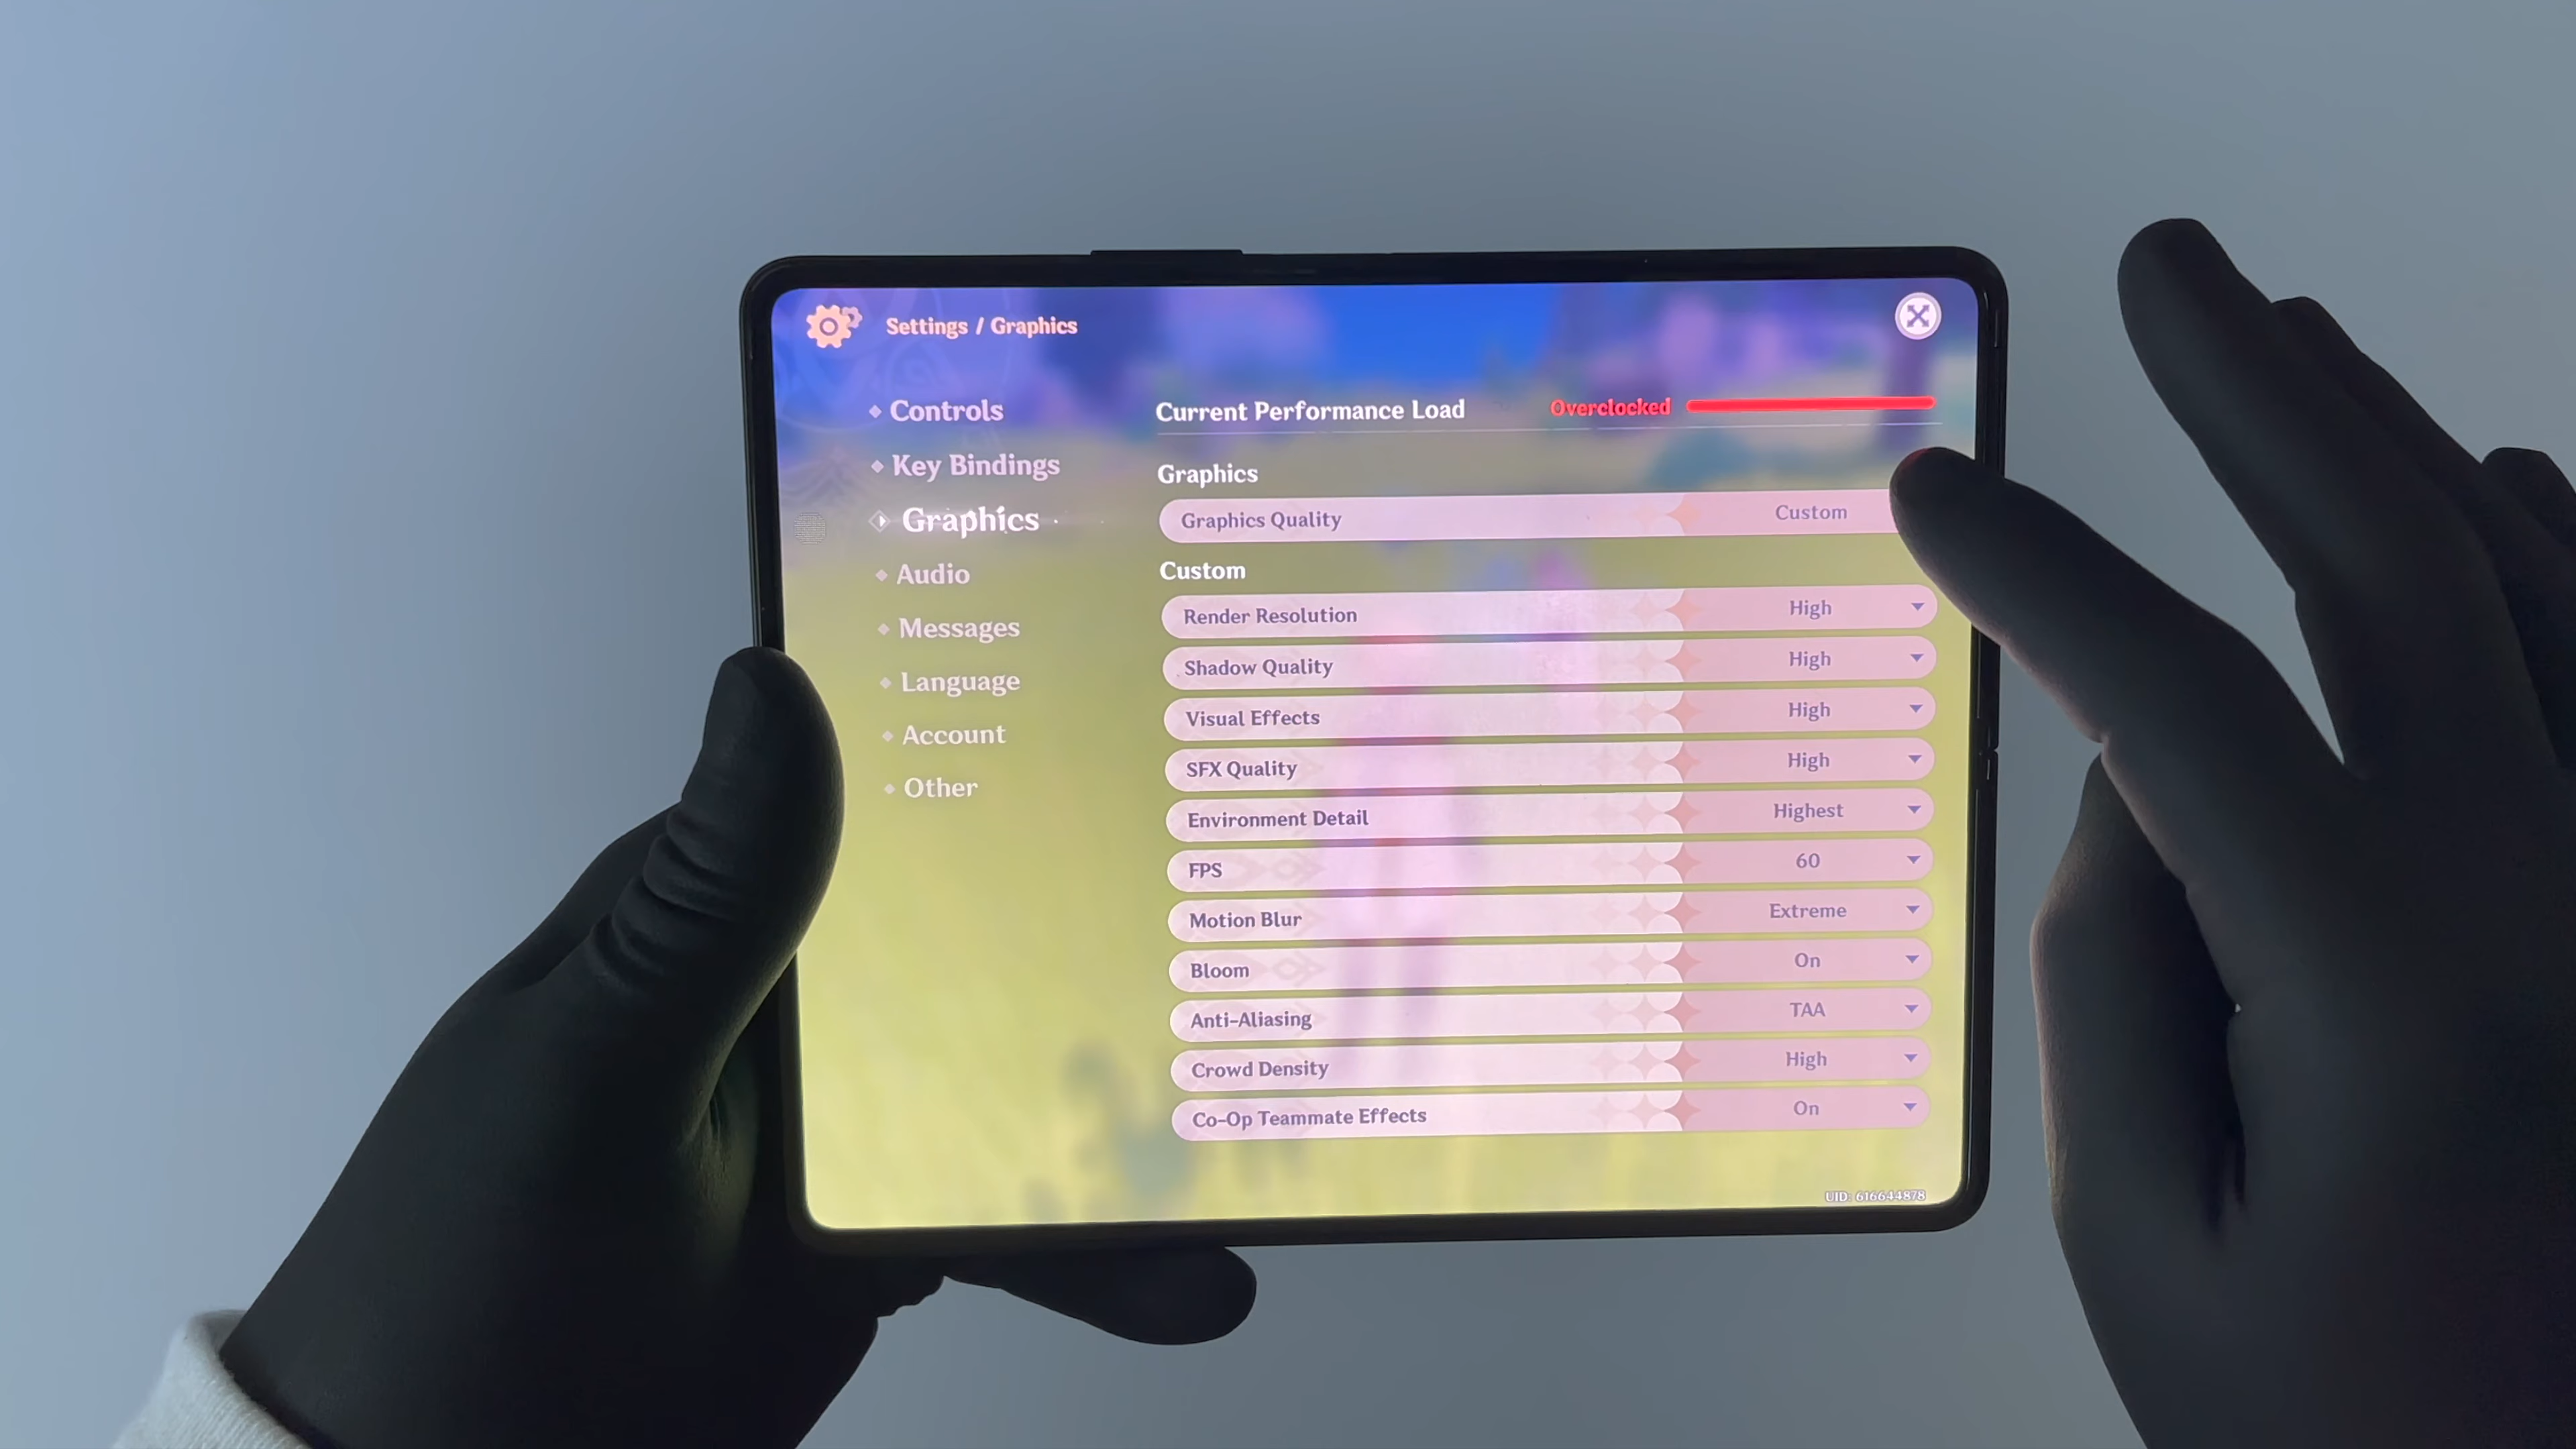 Settings / Graphics
Controls
Key Bindings
Graphics
Audio
Messages
Language
Account
Other
Current Performance Load Overclocked
Graphics
Graphics Quality Custom
Custom
Render Resolution High
Shadow Quality High
Visual Effects High
SFX Quality High
Environment Detail Highest
FPS 60
Motion Blur Extreme
Bloom On
Anti-Aliasing TAA
Crowd Density High
Co-Op Teammate Effects On
UID: 616644878